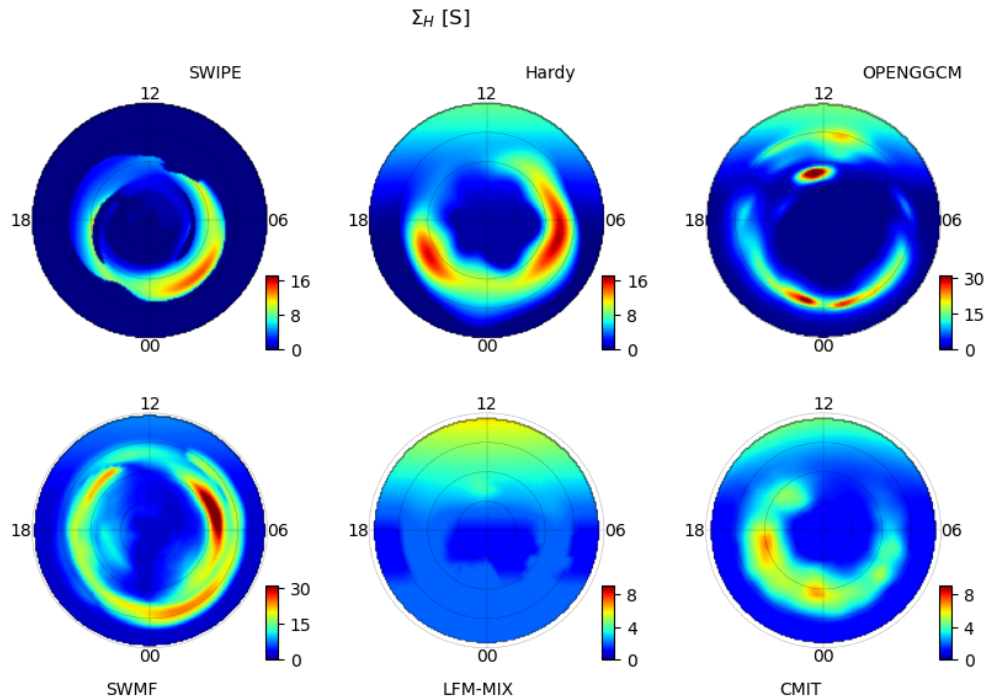 Σ_H [S]
SWIPE Hardy OPENGGCM
12 12 12
18 06 18 06 18 06
16 16 30
8 8 15
0 0 0
00 00 00
12 12 12
18 06 18 06 18 06
30 8 8
15 4 4
0 0 0
00 00 00
SWMF LFM-MIX CMIT